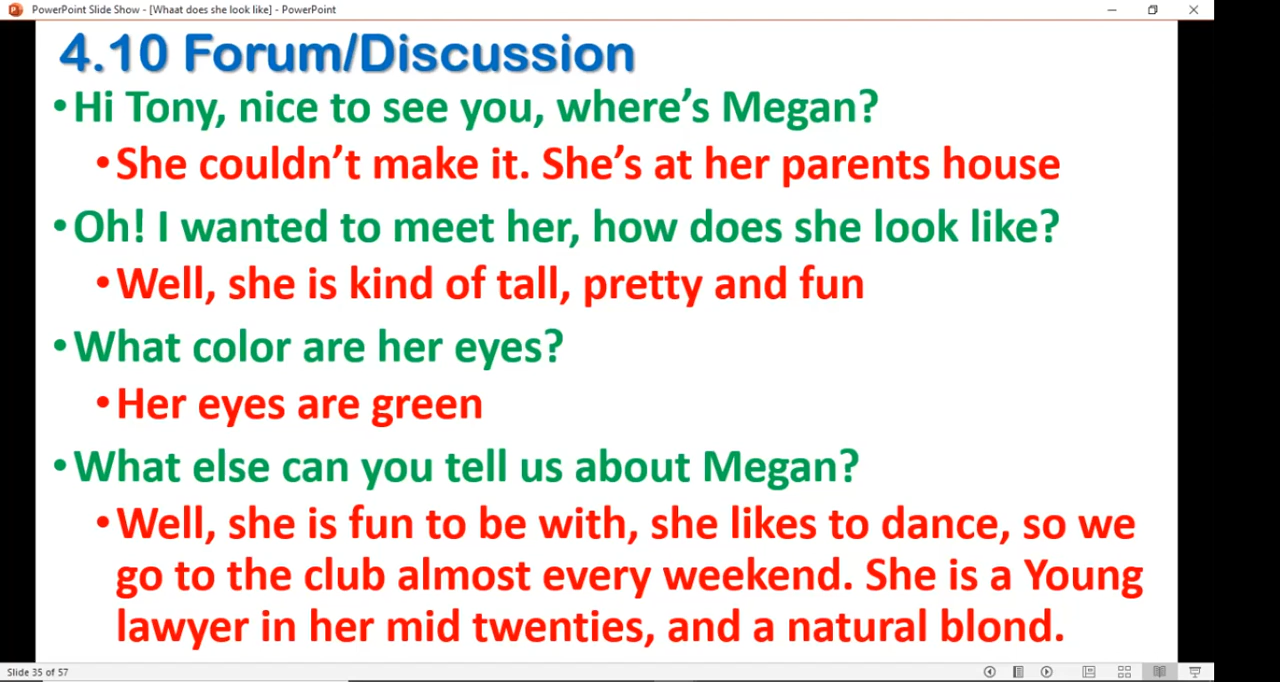 PowerPoint Slide Show - [Whaat does she look like] - PowerPoint
4.10 Forum/Discussion
•Hi Tony, nice to see you, where’s Megan?
•She couldn’t make it. She’s at her parents house
•Oh! I wanted to meet her, how does she look like?
•Well, she is kind of tall, pretty and fun
•What color are her eyes?
•Her eyes are green
•What else can you tell us about Megan?
•Well, she is fun to be with, she likes to dance, so we
go to the club almost every weekend. She is a Young
lawyer in her mid twenties, and a natural blond.
Slide 35 of 57